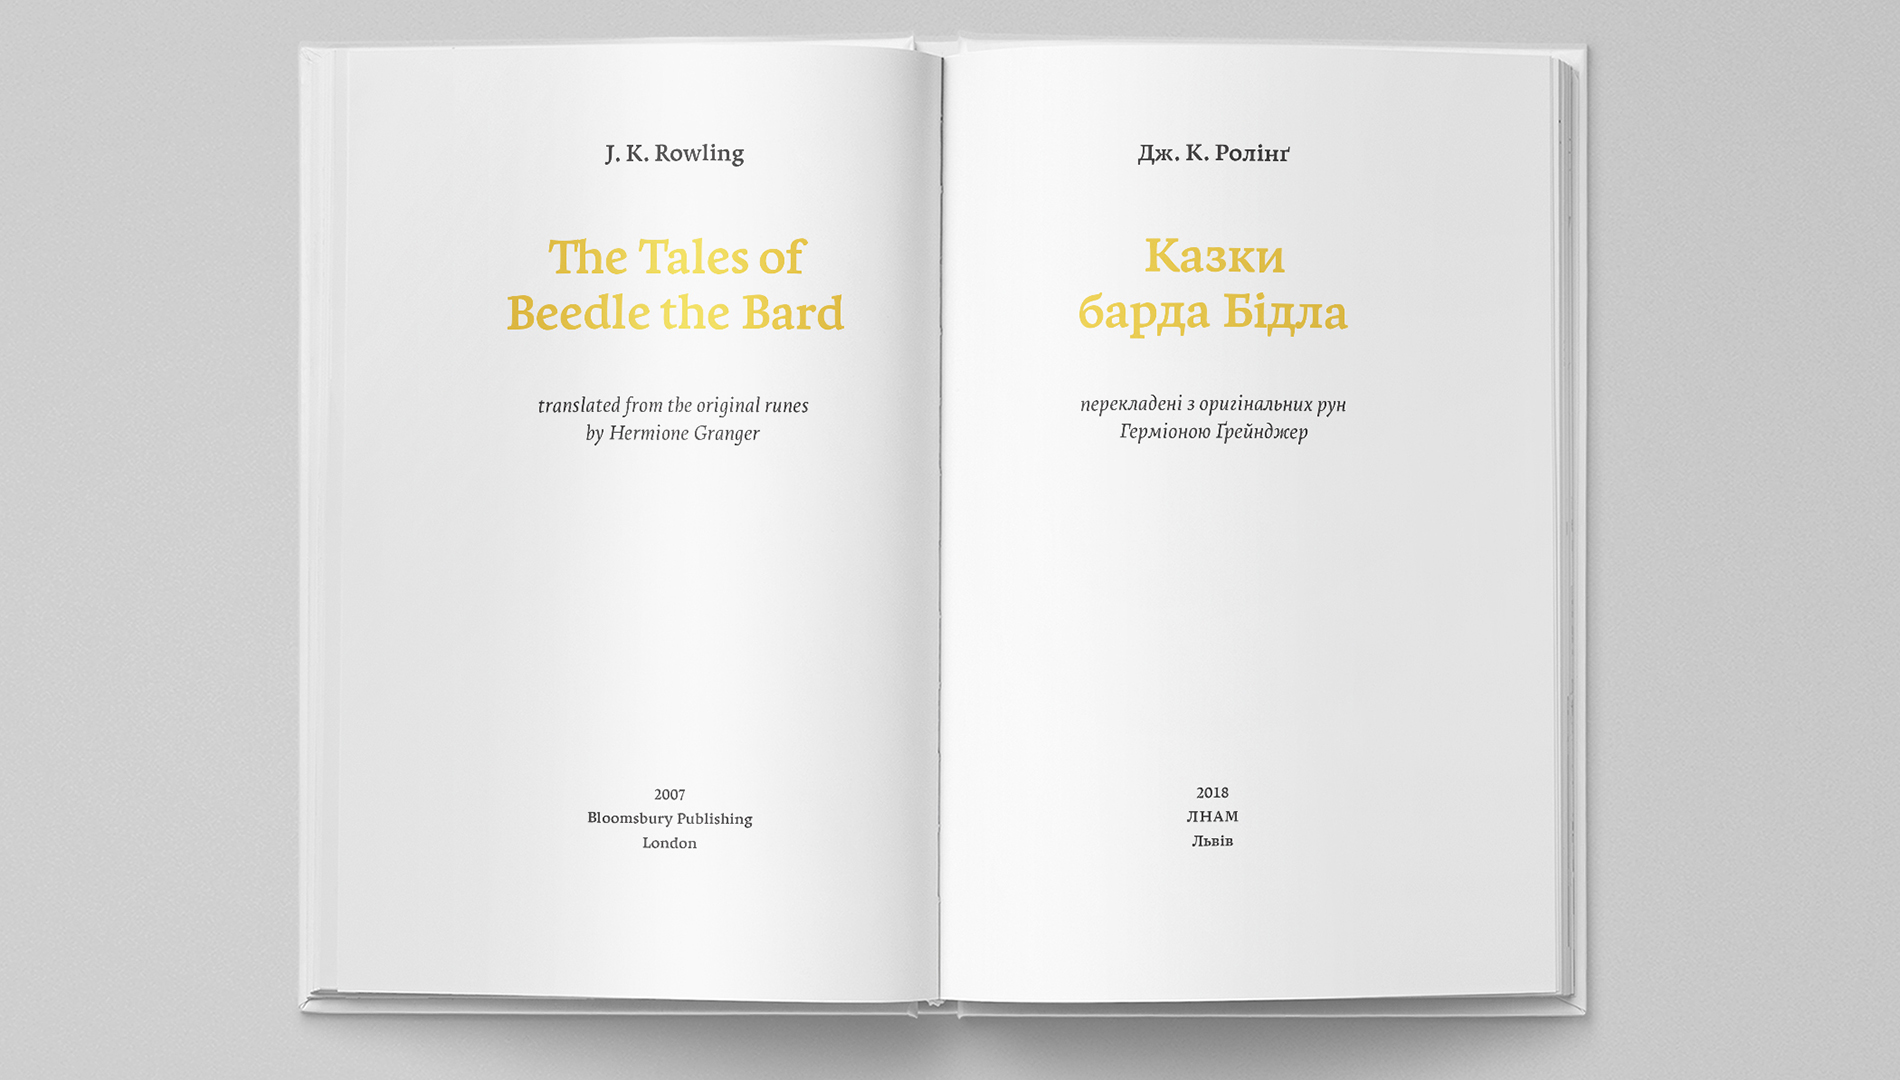 J. K. Rowling
The Tales of
Beedle the Bard
translated from the original runes
by Hermione Granger
2007
Bloomsbury Publishing
London
Дж. К. Ролінґ
Казки
барда Бідла
перекладені з оригінальних рун
Герміоною Ґрейнджер
2018
ЛНАМ
Львів